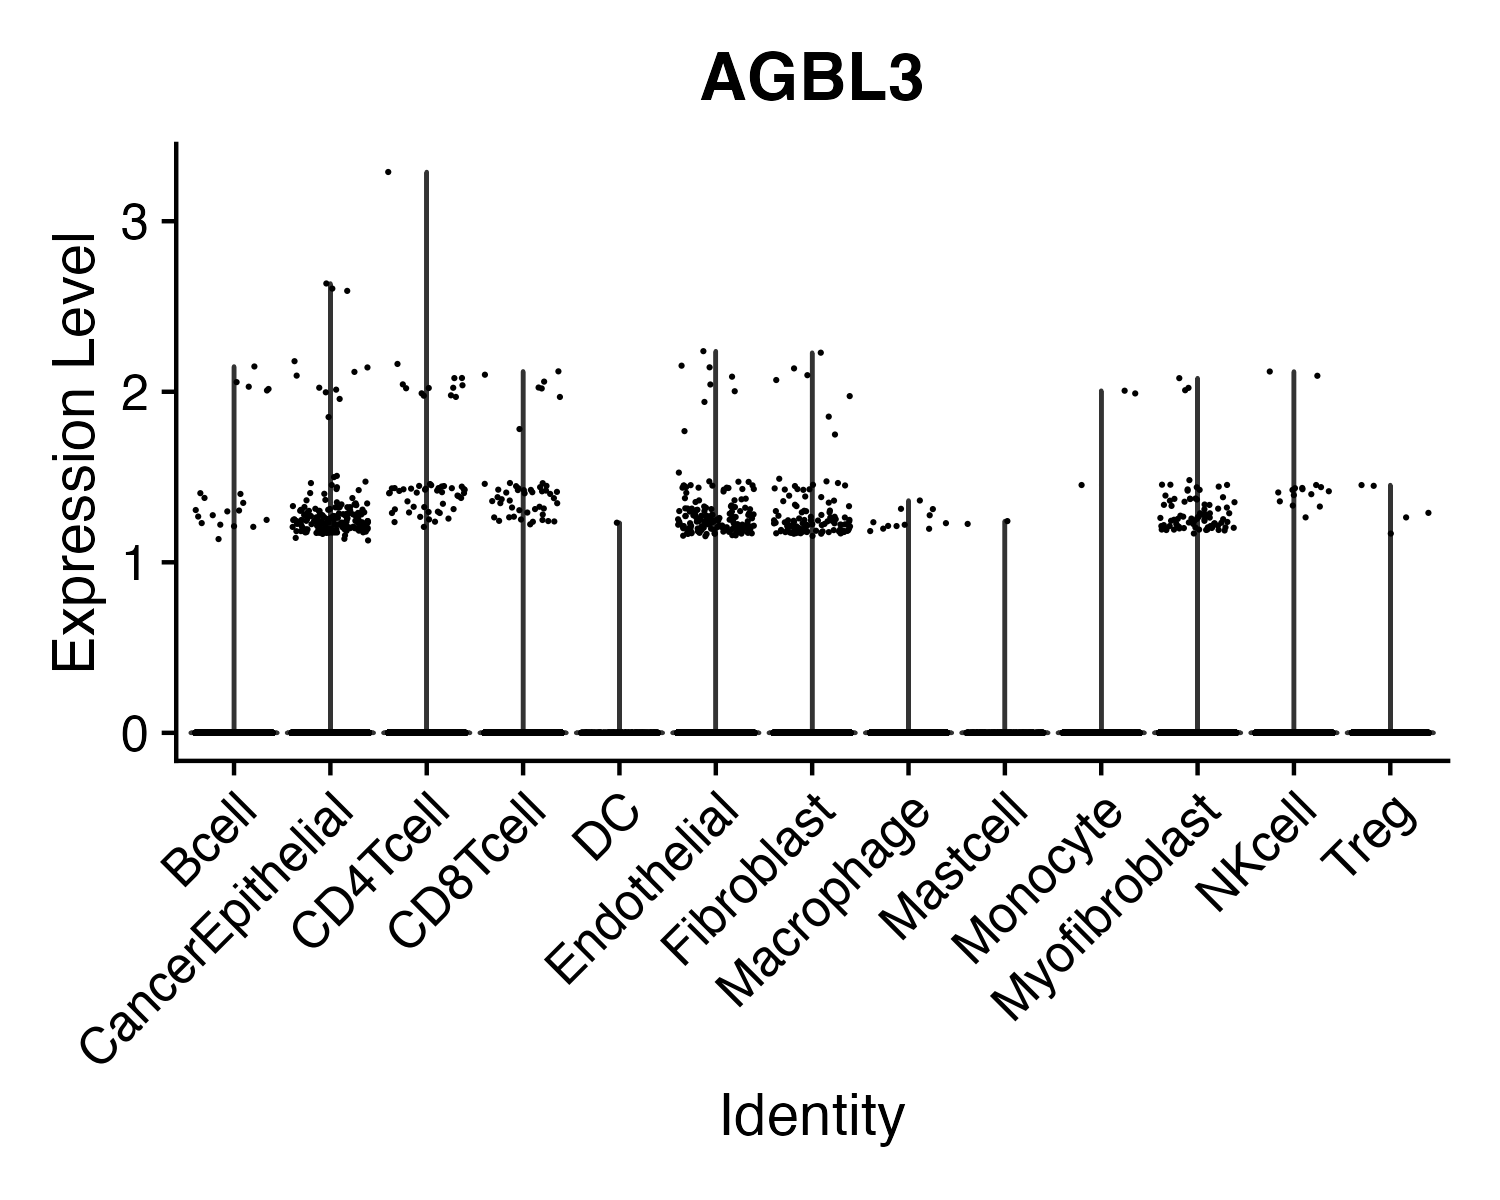 AGBL3
Expression Level
3
2
1
0
Bcell
CancerEpithelial
CD4Tcell
CD8Tcell
DC
Endothelial
Fibroblast
Macrophage
Mastcell
Monocyte
Myofibroblast
NKcell
Treg
Identity